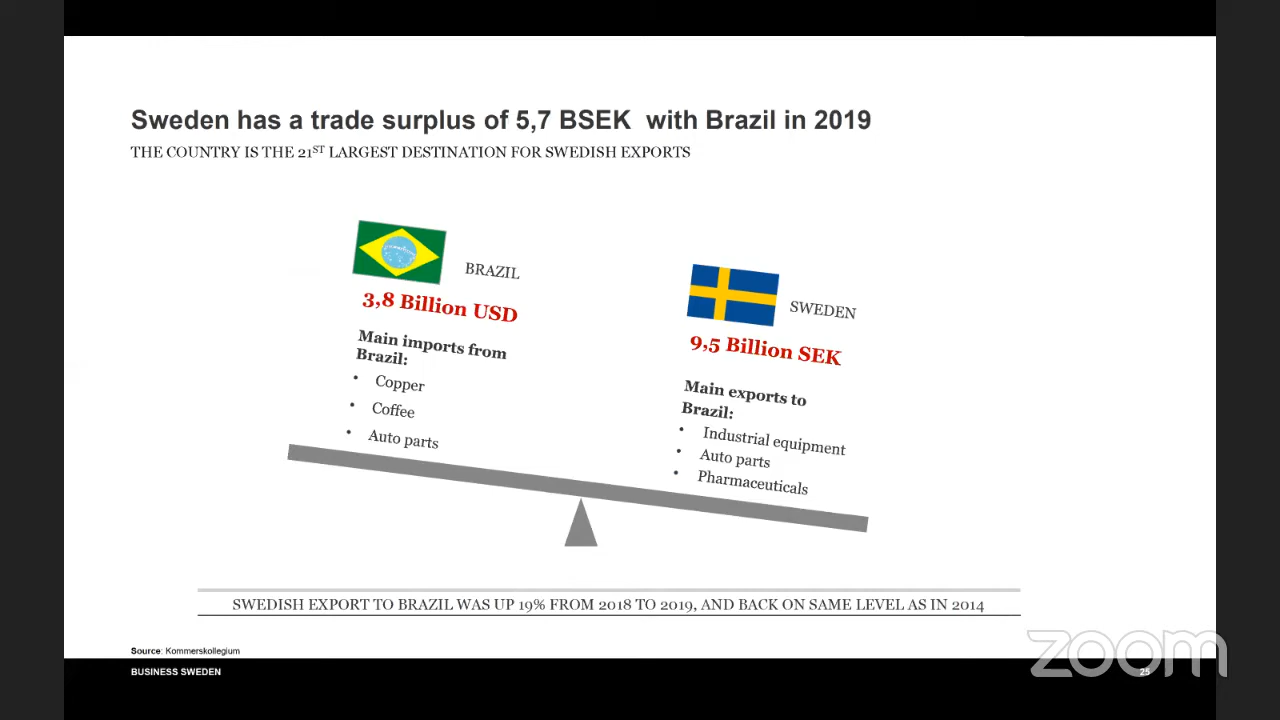 Sweden has a trade surplus of 5,7 BSEK with Brazil in 2019
THE COUNTRY IS THE 21ST LARGEST DESTINATION FOR SWEDISH EXPORTS
BRAZIL
3,8 Billion USD
Main imports from
Brazil:
• Copper
• Coffee
• Auto parts
SWEDEN
9,5 Billion SEK
Main exports to
Brazil:
• Industrial equipment
• Auto parts
• Pharmaceuticals
SWEDISH EXPORT TO BRAZIL WAS UP 19% FROM 2018 TO 2019, AND BACK ON SAME LEVEL AS IN 2014
Source: Kommerskollegium
BUSINESS SWEDEN
25
zoom